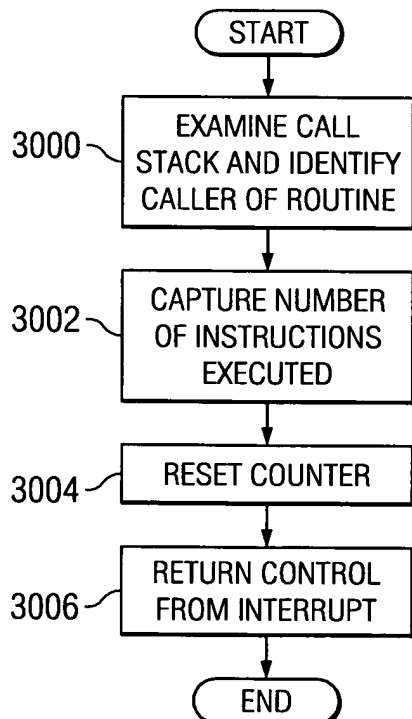 START
3000
EXAMINE CALL
STACK AND IDENTIFY
CALLER OF ROUTINE
3002
CAPTURE NUMBER
OF INSTRUCTIONS
EXECUTED
3004
RESET COUNTER
3006
RETURN CONTROL
FROM INTERRUPT
END